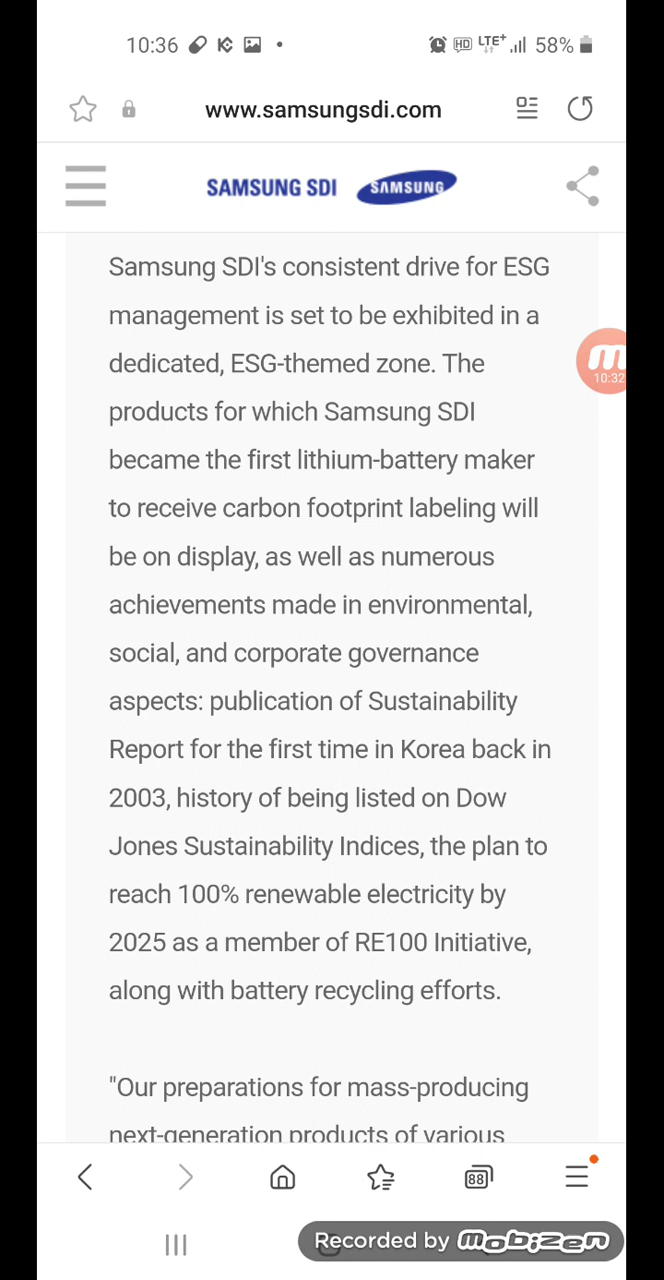 10:36
HD LTE+ 58%
www.samsungsdi.com
SAMSUNG SDI SAMSUNG
Samsung SDI's consistent drive for ESG
management is set to be exhibited in a
dedicated, ESG-themed zone. The
m
10:32
products for which Samsung SDI
became the first lithium-battery maker
to receive carbon footprint labeling will
be on display, as well as numerous
achievements made in environmental,
social, and corporate governance
aspects: publication of Sustainability
Report for the first time in Korea back in
2003, history of being listed on Dow
Jones Sustainability Indices, the plan to
reach 100% renewable electricity by
2025 as a member of RE100 Initiative,
along with battery recycling efforts.
"Our preparations for mass-producing
next-generation products of various
88
Recorded by mobizen